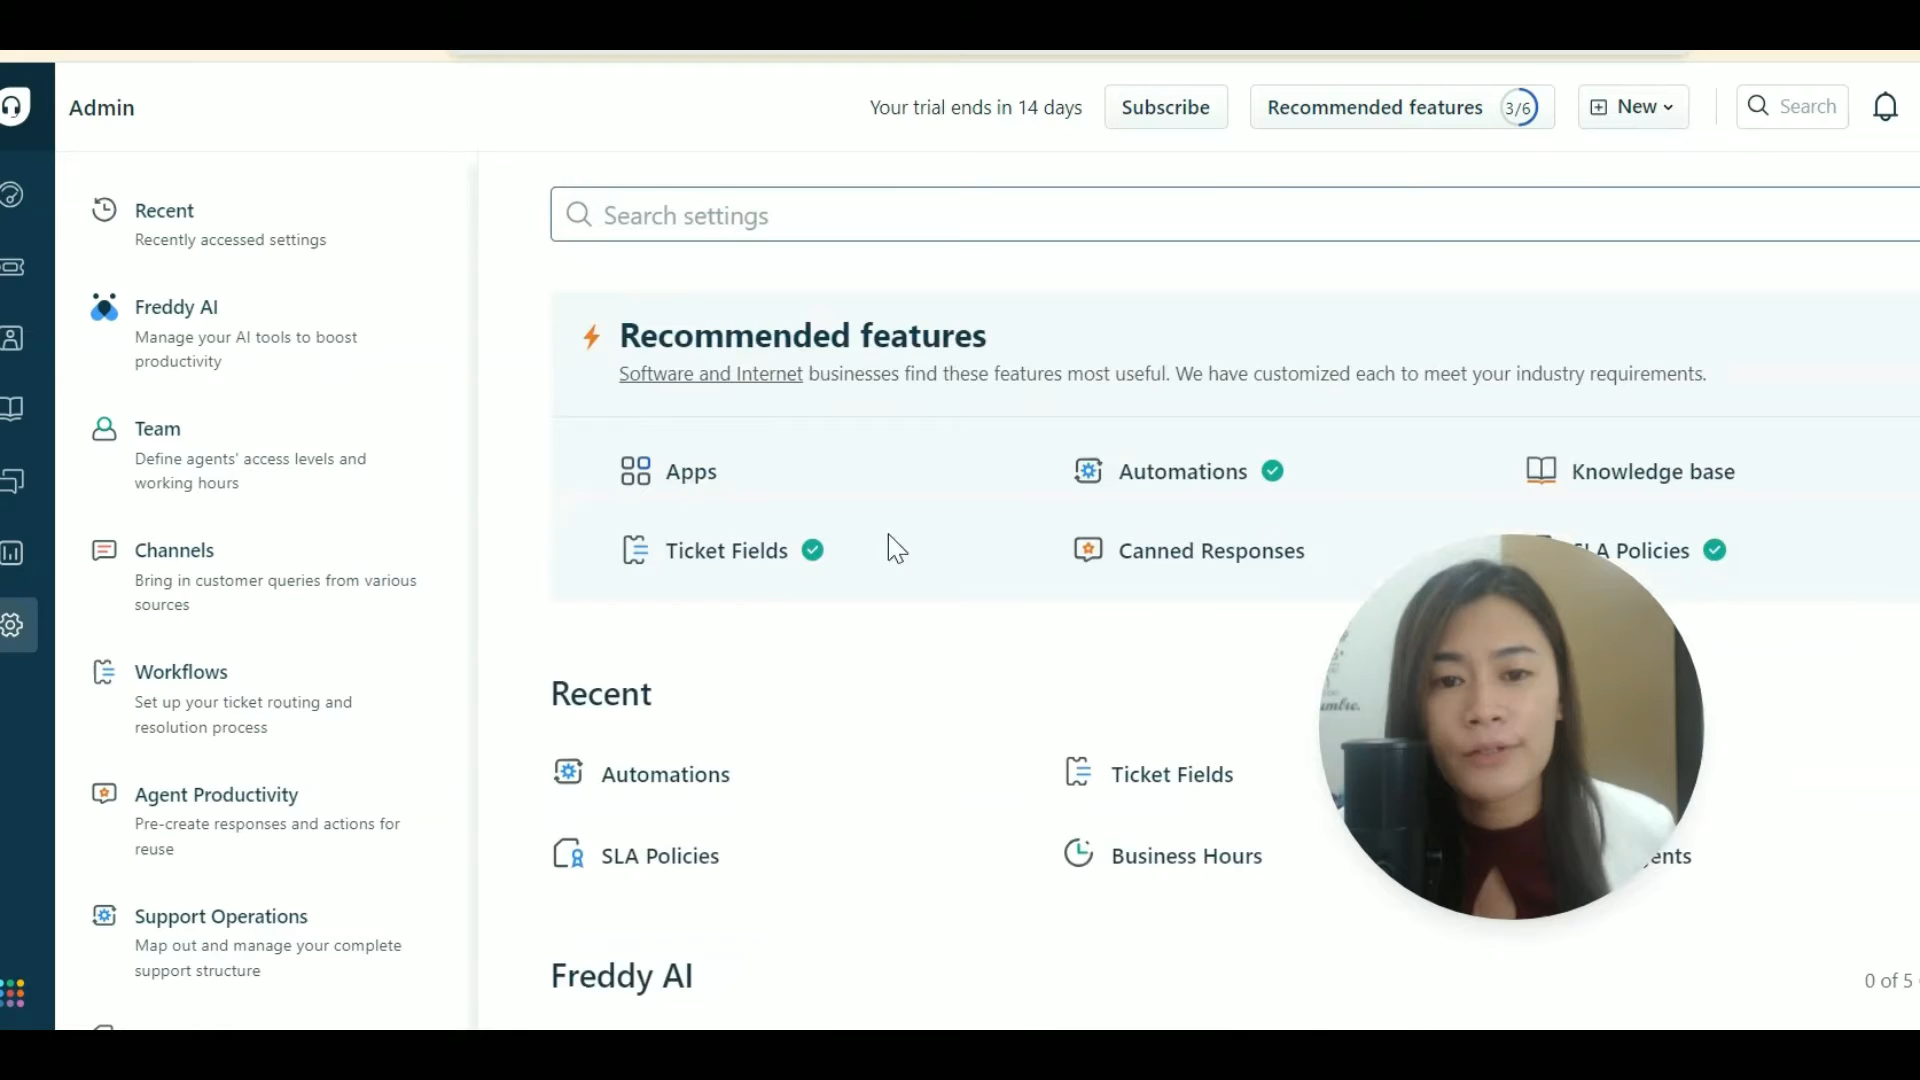 Admin
Your trial ends in 14 days
Subscribe
Recommended features 3/6
New
Search
Recent
Recently accessed settings
Freddy AI
Manage your AI tools to boost
productivity
Team
Define agents' access levels and
working hours
Channels
Bring in customer queries from various
sources
Workflows
Set up your ticket routing and
resolution process
Agent Productivity
Pre-create responses and actions for
reuse
Support Operations
Map out and manage your complete
support structure
Search settings
Recommended features
Software and Internet businesses find these features most useful. We have customized each to meet your industry requirements.
Apps
Automations
Knowledge base
Ticket Fields
Canned Responses
SLA Policies
Recent
Automations
Ticket Fields
SLA Policies
Business Hours
Freddy AI
0 of 5